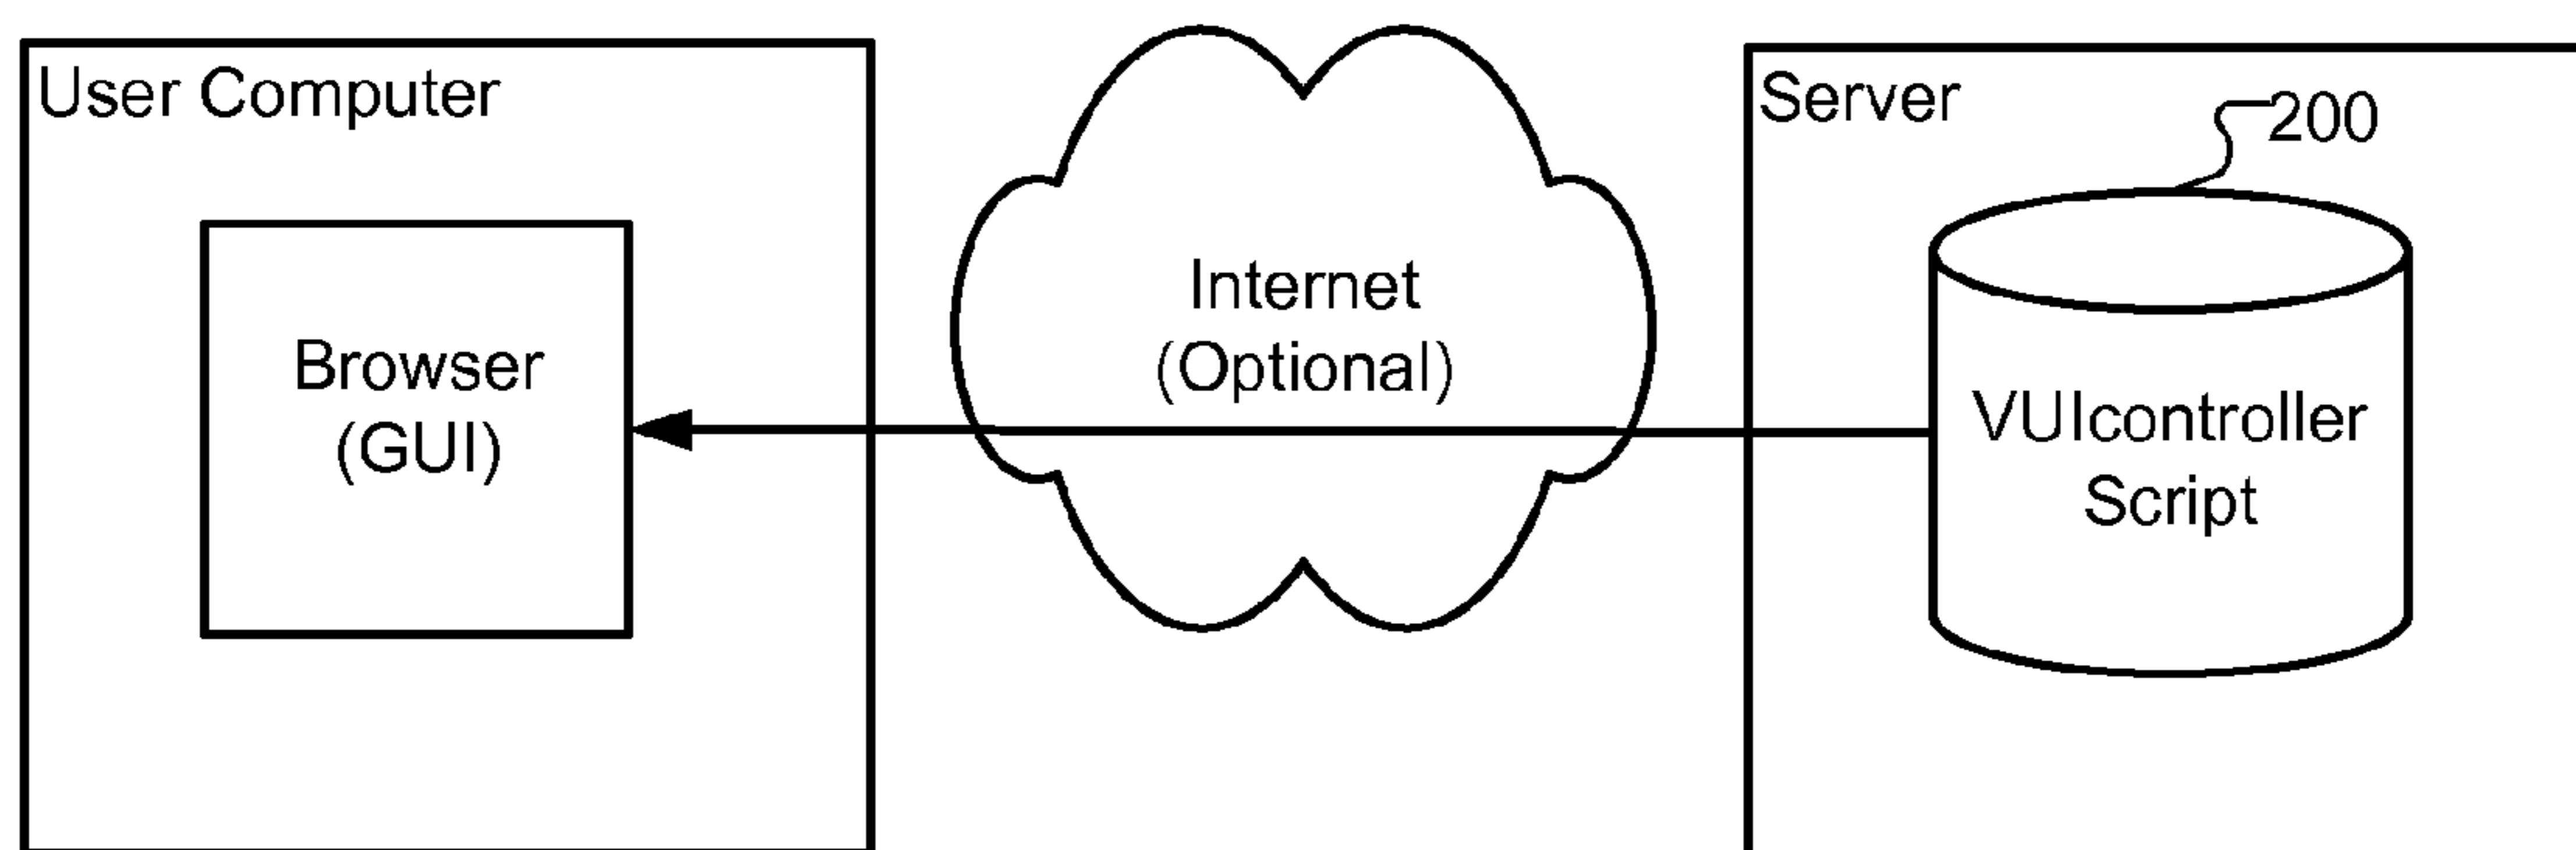 User Computer
Browser
(GUI)
Internet
(Optional)
Server
200
VUIcontroller
Script